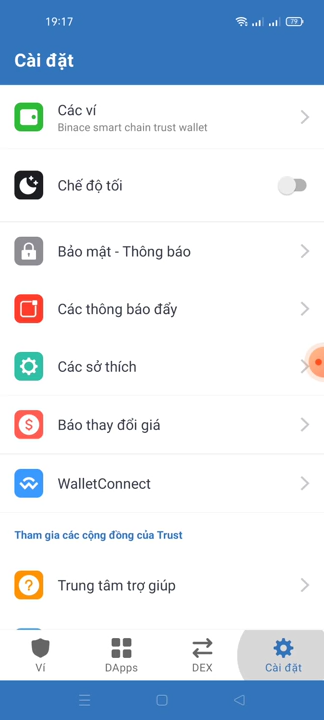 19:17
79
Cài đặt
Các ví
Binace smart chain trust wallet
Chế độ tối
Bảo mật - Thông báo
Các thông báo đẩy
Các sở thích
Báo thay đổi giá
WalletConnect
Tham gia các cộng đồng của Trust
Trung tâm trợ giúp
Ví
DApps
DEX
Cài đặt